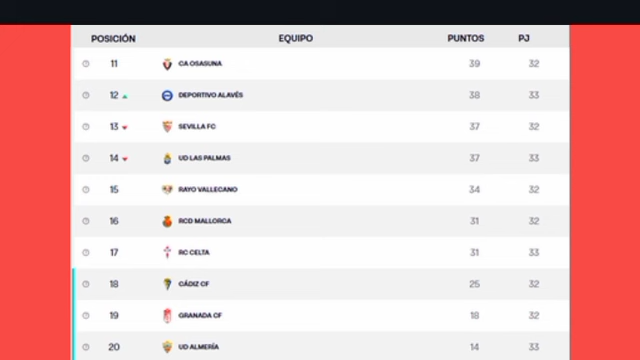 POSICIÓN EQUIPO PUNTOS PJ
11 CA OSASUNA 39 32
12 DEPORTIVO ALAVÉS 38 33
13 SEVILLA FC 37 32
14 UD LAS PALMAS 37 33
15 RAYO VALLECANO 34 32
16 RCD MALLORCA 31 32
17 RC CELTA 31 33
18 CÁDIZ CF 25 32
19 GRANADA CF 18 32
20 UD ALMERÍA 14 33